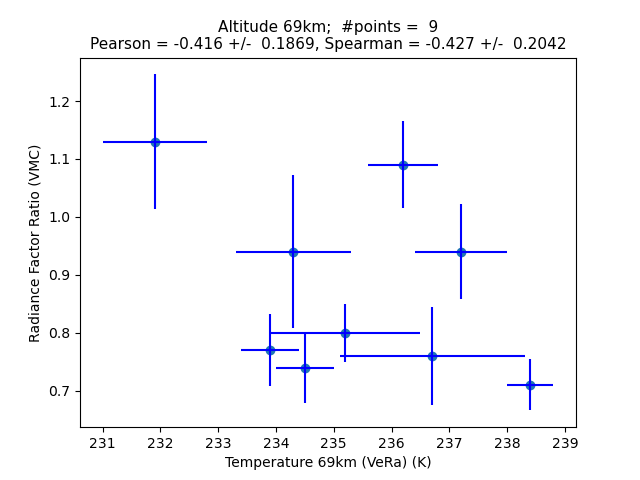 Altitude 69km;  #points =  9
Pearson = -0.416 +/-  0.1869, Spearman = -0.427 +/-  0.2042
1.2
1.1
1.0
0.9
0.8
0.7
Radiance Factor Ratio (VMC)
231 232 233 234 235 236 237 238 239
Temperature 69km (VeRa) (K)